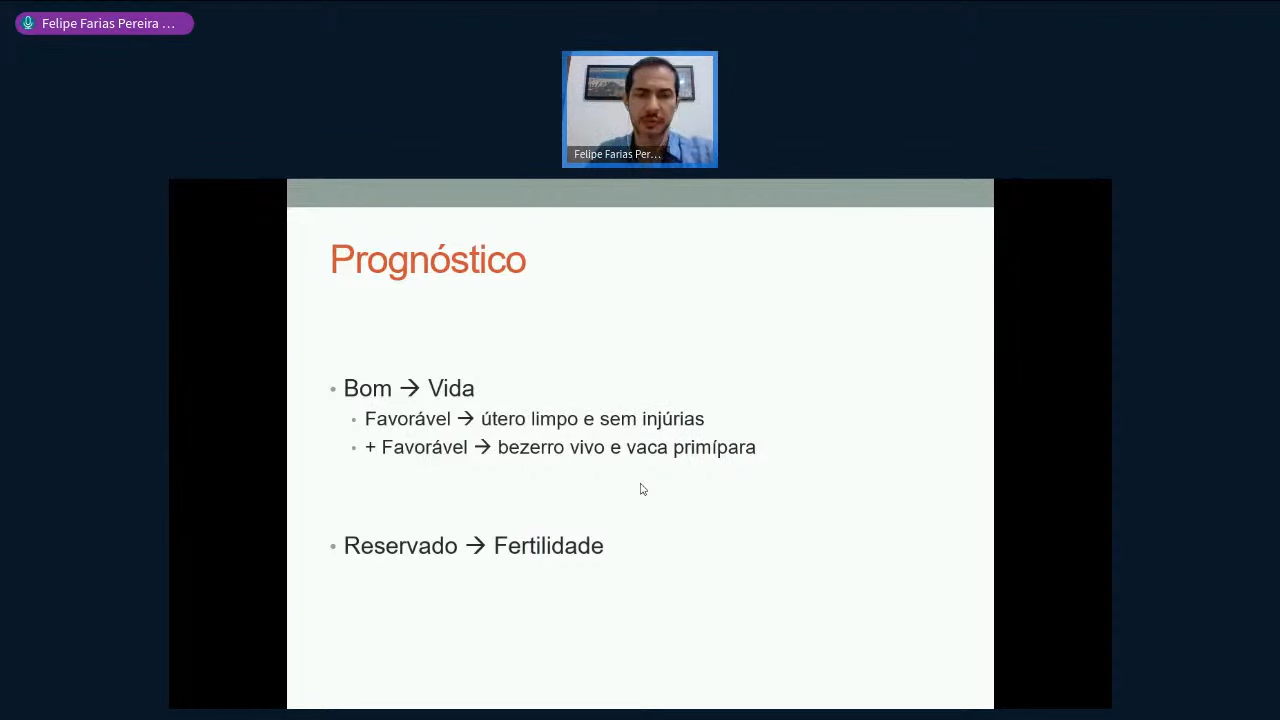 Felipe Farias Pereira ...
Felipe Farias Per...
Prognóstico
• Bom → Vida
• Favorável → útero limpo e sem injúrias
• + Favorável → bezerro vivo e vaca primípara
• Reservado → Fertilidade